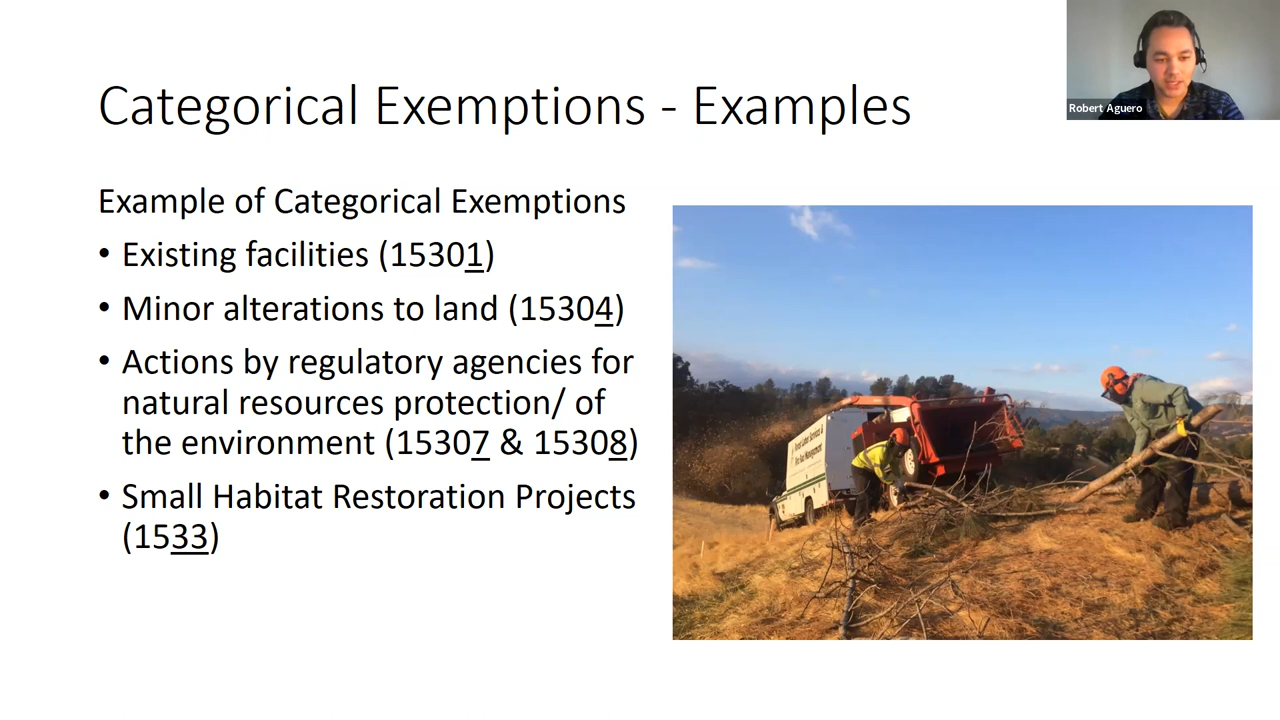 Robert Aguero
Categorical Exemptions - Examples
Example of Categorical Exemptions
• Existing facilities (15301)
• Minor alterations to land (15304)
• Actions by regulatory agencies for
natural resources protection/ of
the environment (15307 & 15308)
• Small Habitat Restoration Projects
(1533)